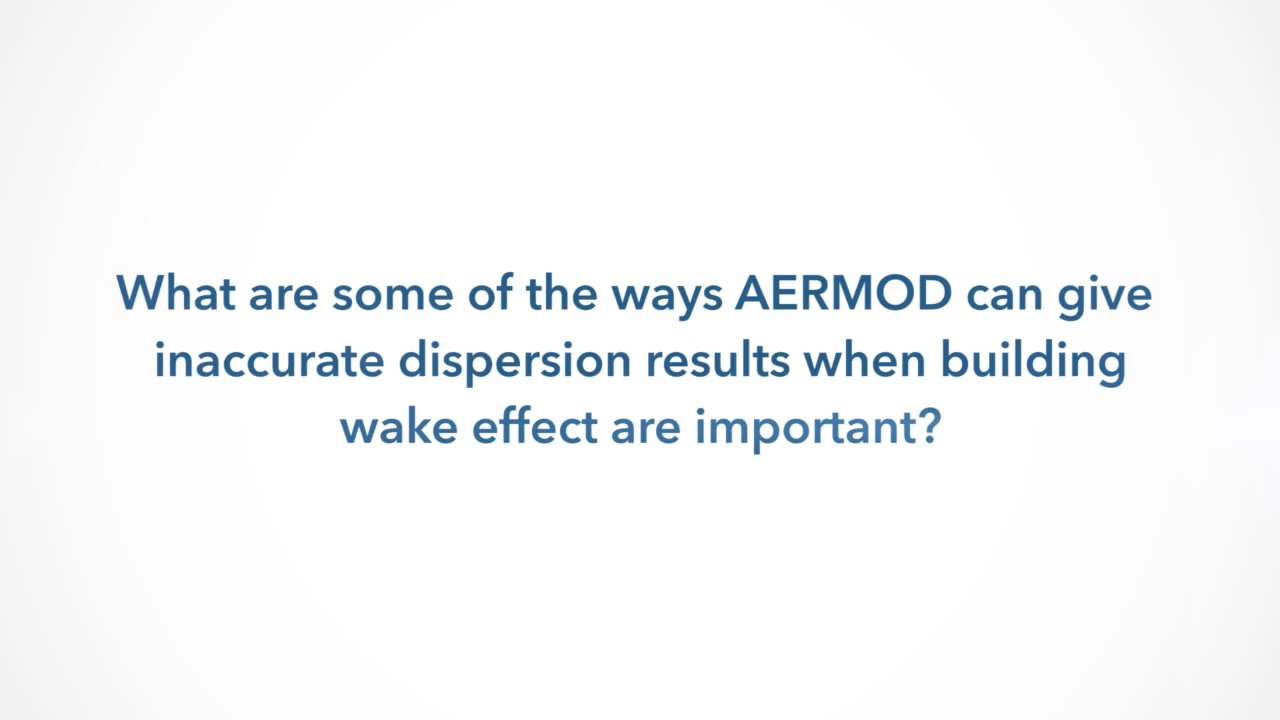 What are some of the ways AERMOD can give
inaccurate dispersion results when building
wake effect are important?